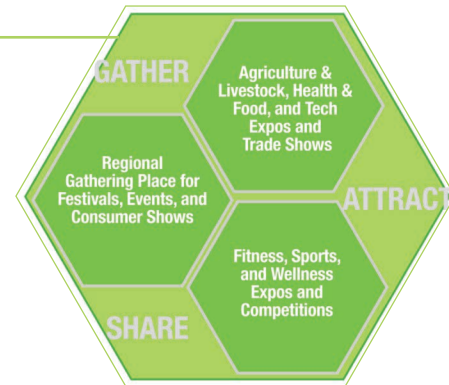 GATHER
Agriculture &
Livestock, Health &
Food, and Tech
Expos and
Trade Shows
Regional
Gathering Place for
Festivals, Events, and
Consumer Shows
ATTRACT
Fitness, Sports,
and Wellness
Expos and
Competitions
SHARE